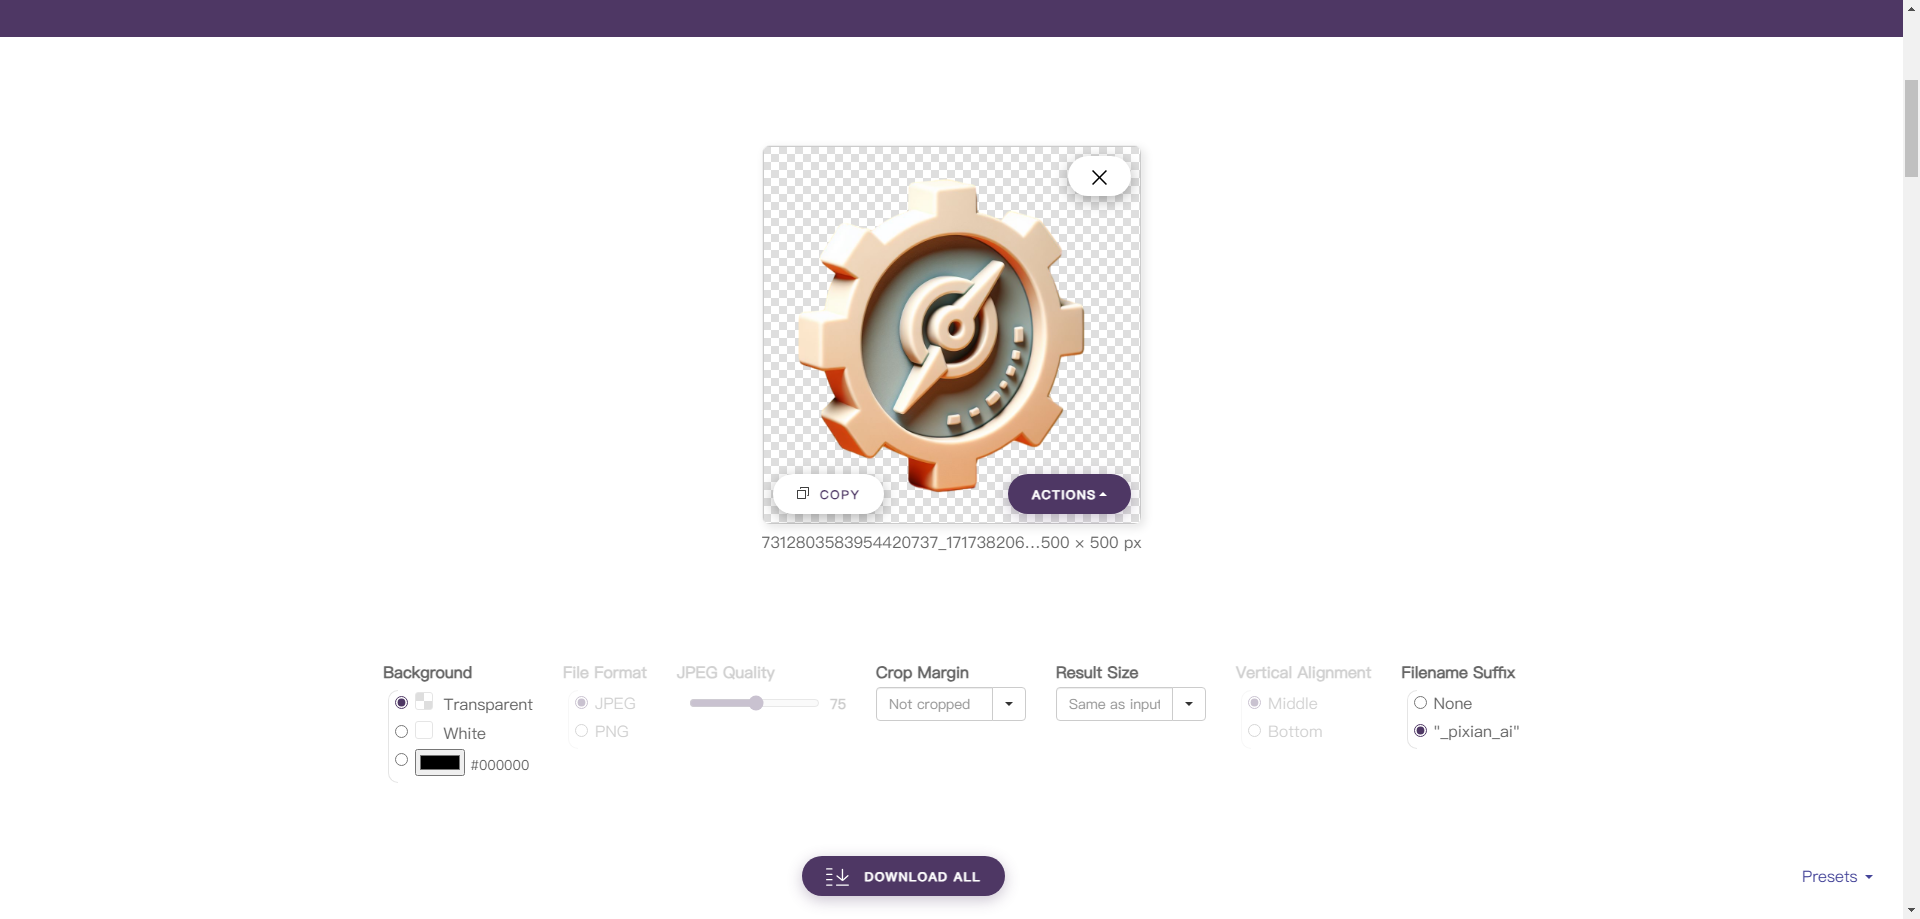 COPY
ACTIONS
7312803583954420737_171738206...500 × 500 px
Background
Transparent
White
#000000
File Format
JPEG
PNG
JPEG Quality
75
Crop Margin
Not cropped
Result Size
Same as input
Vertical Alignment
Middle
Bottom
Filename Suffix
None
"_pixian_ai"
DOWNLOAD ALL
Presets